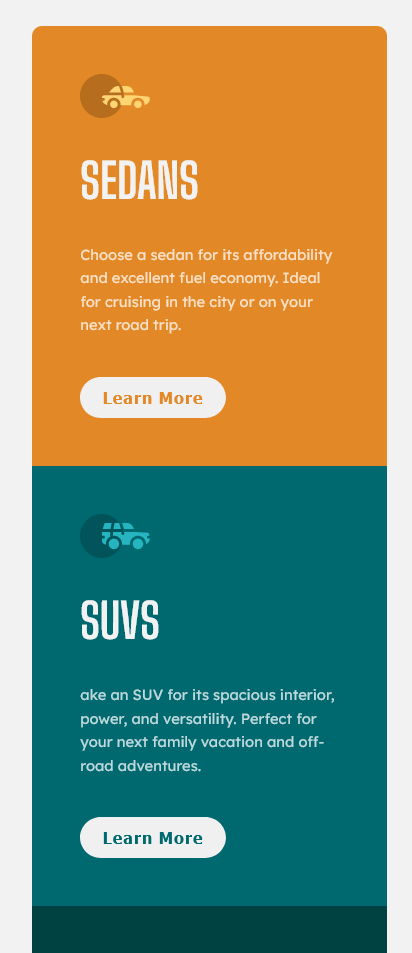 SEDANS
Choose a sedan for its affordability
and excellent fuel economy. Ideal
for cruising in the city or on your
next road trip.
Learn More
SUVS
ake an SUV for its spacious interior,
power, and versatility. Perfect for
your next family vacation and off-
road adventures.
Learn More